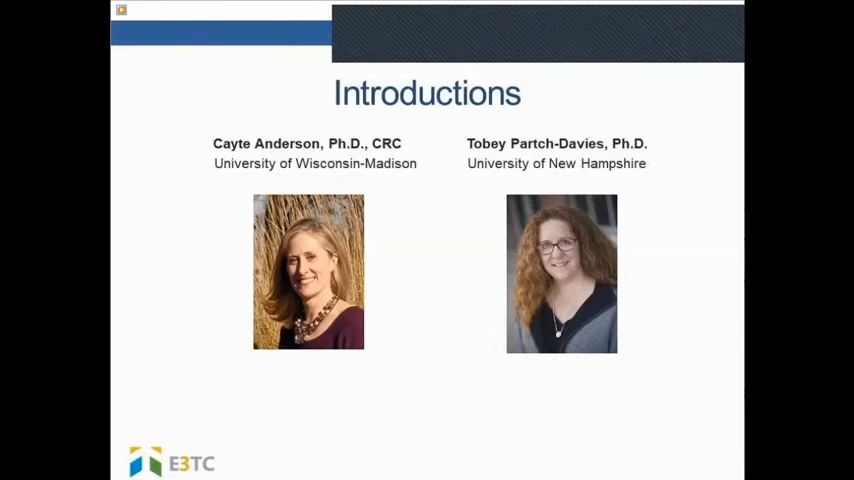 Introductions
Cayte Anderson, Ph.D., CRC
University of Wisconsin-Madison
Tobey Partch-Davies, Ph.D.
University of New Hampshire
E3TC